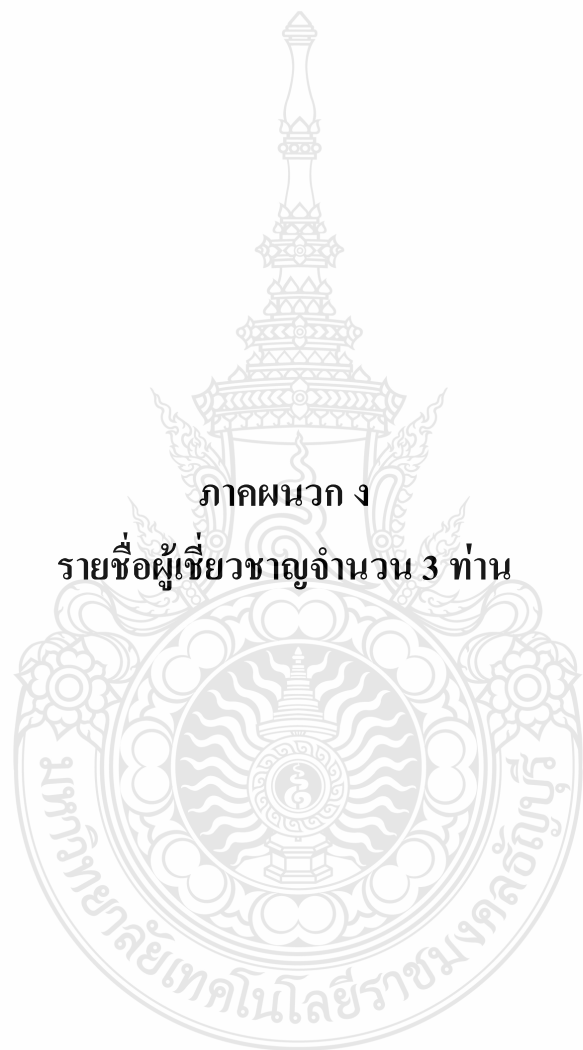 ภาคผนวก ง
รายชื่อผู้เชี่ยวชาญจำนวน 3 ท่าน
มหาวิทยาลัยเทคโนโลยีราชมงคลธัญบุรี